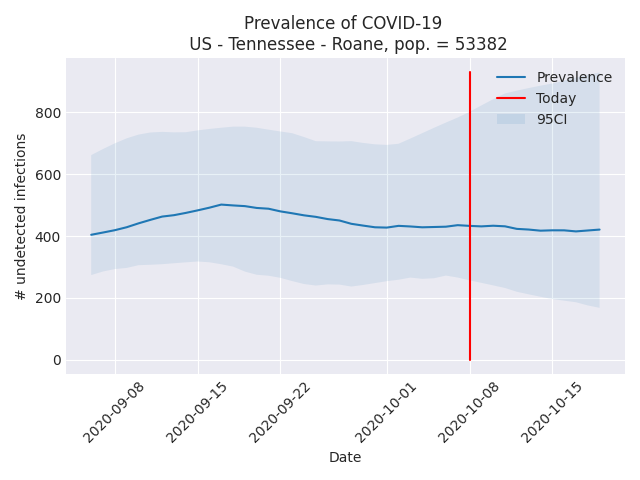 Prevalence of COVID-19
US - Tennessee - Roane, pop. = 53382
Prevalence
Today
95CI
# undetected infections
800
600
400
200
0
2020-09-08
2020-09-15
2020-09-22
2020-10-01
2020-10-08
2020-10-15
Date